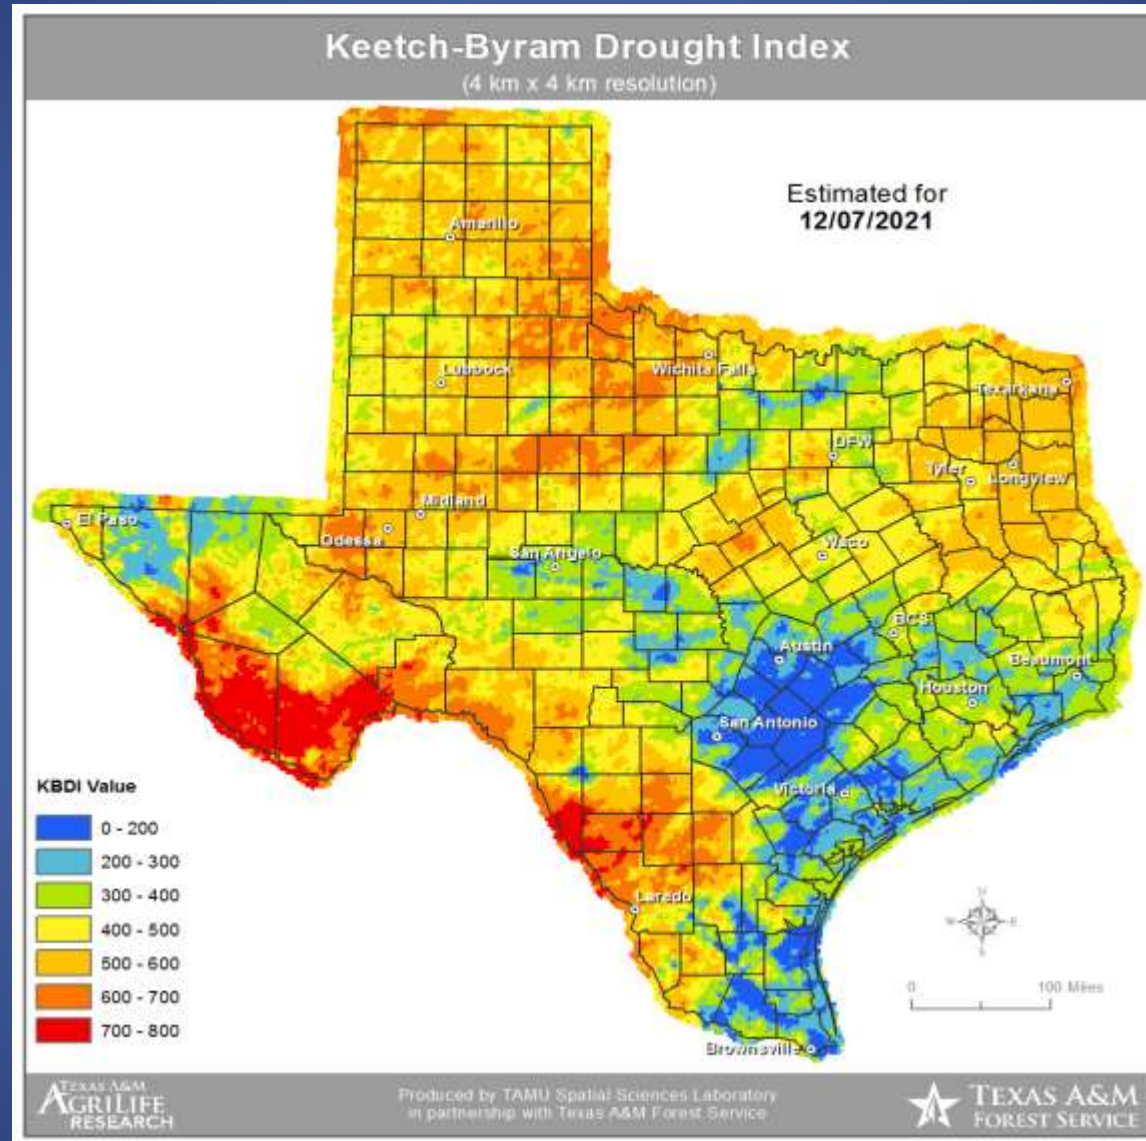 Keetch-Byram Drought Index
(4 km x 4 km resolution)
Estimated for
12/07/2021
Amarillo
Lubbock
Wichita Falls
Texarkana
DFW
Tyler
Longview
Midland
El Paso
Odessa
San Angelo
Waco
BCS
Austin
Beaumont
Houston
San Antonio
Victoria
Laredo
Brownsville
KBDI Value
0 - 200
200 - 300
300 - 400
400 - 500
500 - 600
600 - 700
700 - 800
N
W E
S
0 100 Miles
TEXAS A&M
AGRILIFE
RESEARCH
Produced by TAMU Spatial Sciences Laboratory
in partnership with Texas A&M Forest Service
TEXAS A&M
FOREST SERVICE